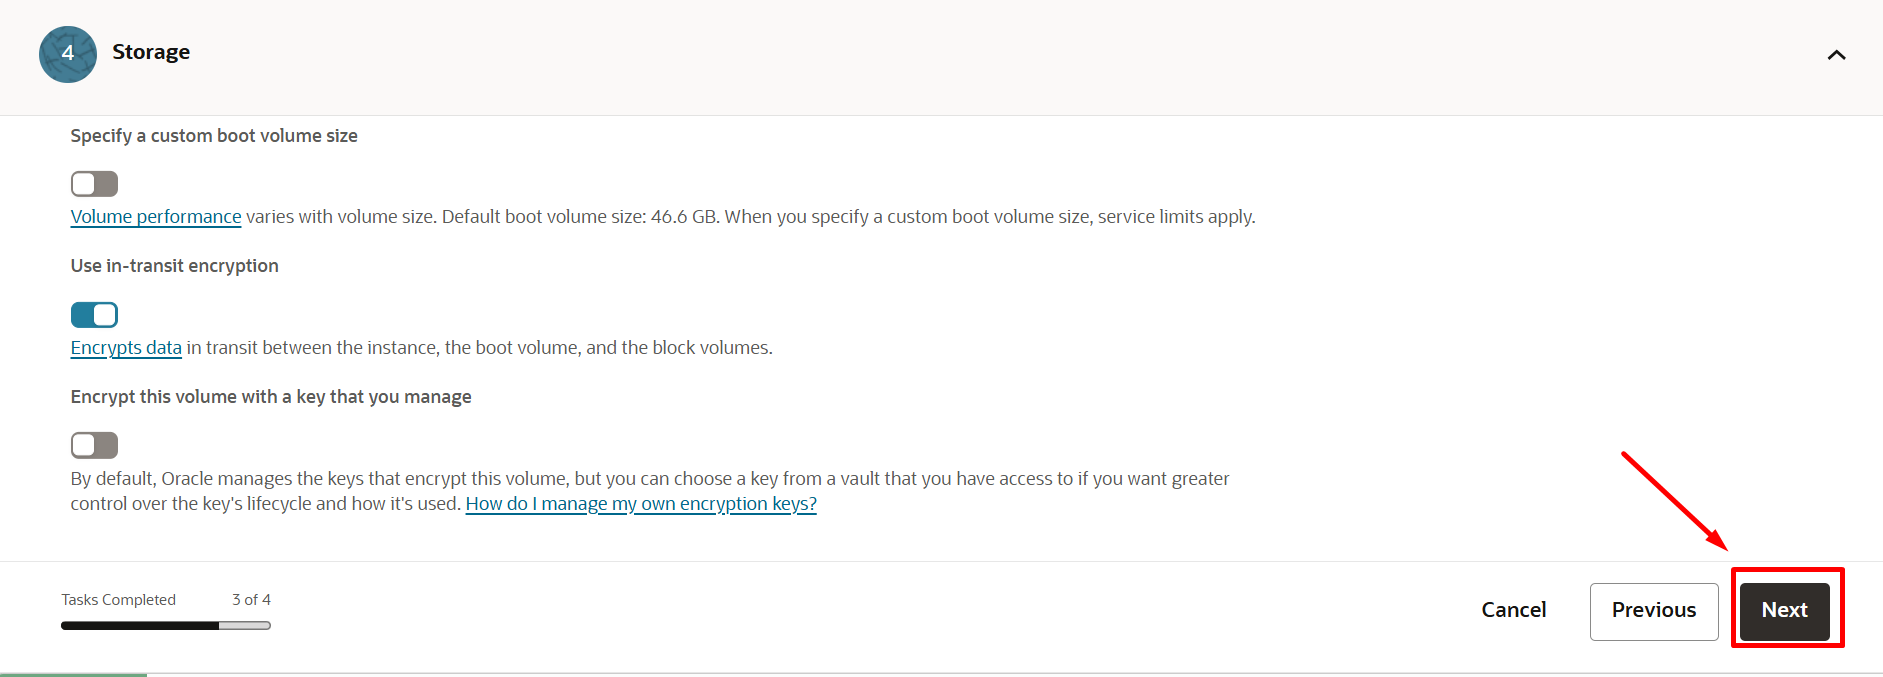 4
Storage
Specify a custom boot volume size
Volume performance varies with volume size. Default boot volume size: 46.6 GB. When you specify a custom boot volume size, service limits apply.
Use in-transit encryption
Encrypts data in transit between the instance, the boot volume, and the block volumes.
Encrypt this volume with a key that you manage
By default, Oracle manages the keys that encrypt this volume, but you can choose a key from a vault that you have access to if you want greater
control over the key's lifecycle and how it's used. How do I manage my own encryption keys?
Tasks Completed 3 of 4
Cancel Previous Next